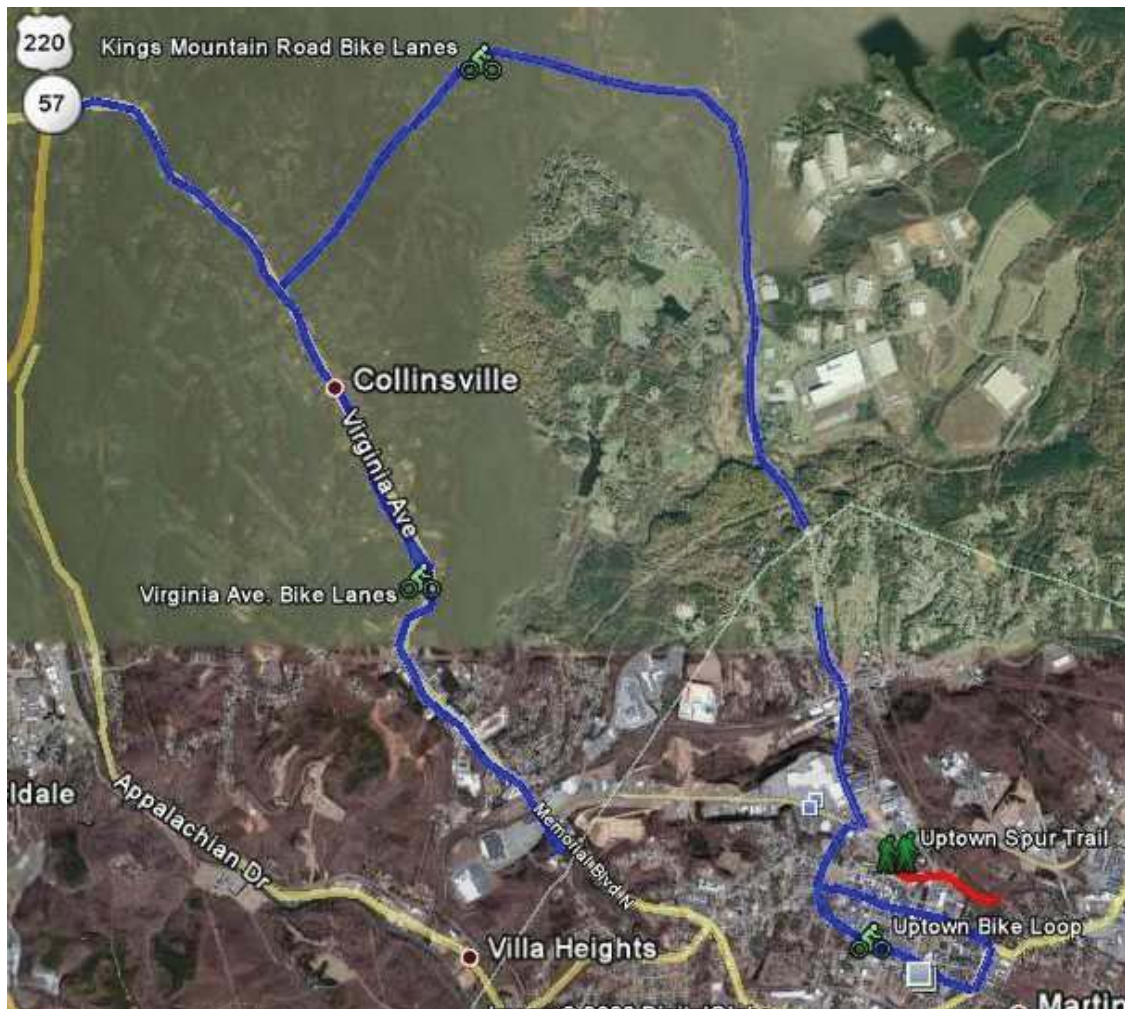 220
Kings Mountain Road Bike Lanes
57
Collinsville
Virginia Ave
Virginia Ave. Bike Lanes
ldale
Appalachian Dr
Memorial Blvd N
Uptown Spur Trail
Uptown Bike Loop
Villa Heights
Martin